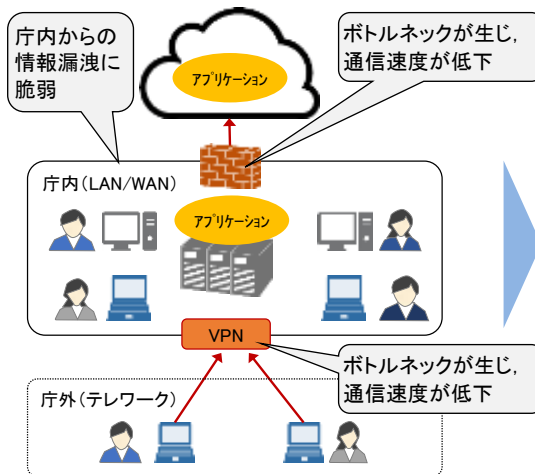 庁内からの
情報漏洩に
脆弱
ボトルネックが生じ,
通信速度が低下
アプリケーション
庁内(LAN/WAN)
アプリケーション
VPN
ボトルネックが生じ,
通信速度が低下
庁外(テレワーク)